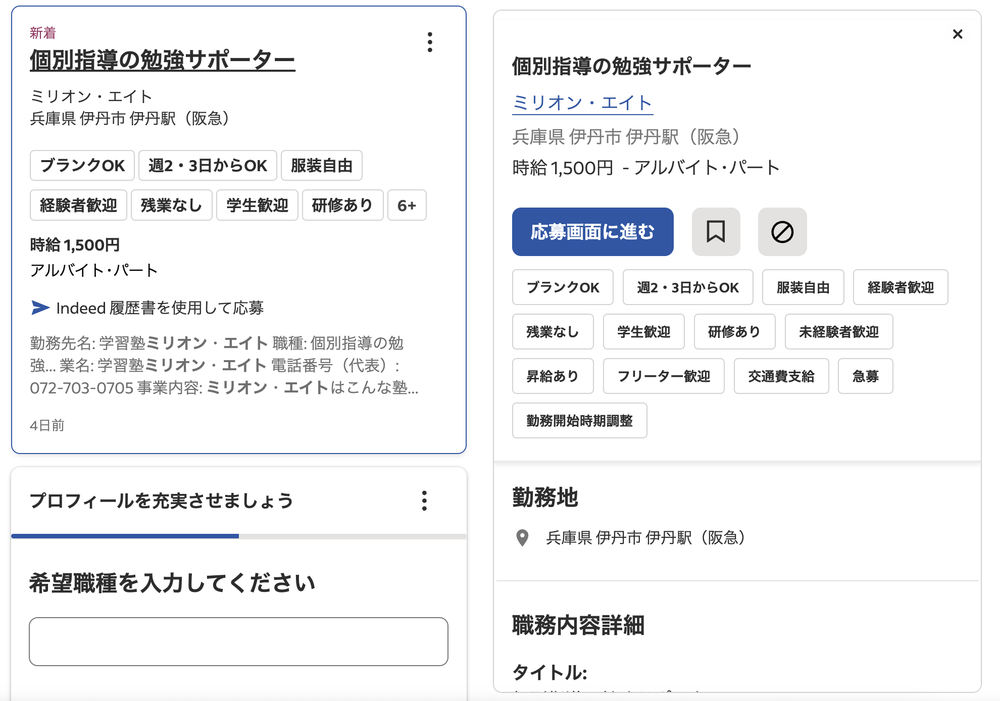 新着
個別指導の勉強サポーター
ミリオン・エイト
兵庫県 伊丹市 伊丹駅（阪急）
ブランクOK 週2・3日からOK 服装自由
経験者歓迎 残業なし 学生歓迎 研修あり 6+
時給 1,500円
アルバイト・パート
Indeed 履歴書を使用して応募
勤務先名: 学習塾ミリオン・エイト 職種: 個別指導の勉
強... 業名: 学習塾ミリオン・エイト 電話番号（代表）:
072-703-0705 事業内容: ミリオン・エイトはこんな塾...
4日前
プロフィールを充実させましょう
希望職種を入力してください
個別指導の勉強サポーター
ミリオン・エイト
兵庫県 伊丹市 伊丹駅（阪急）
時給 1,500円 - アルバイト・パート
応募画面に進む
ブランクOK 週2・3日からOK 服装自由 経験者歓迎
残業なし 学生歓迎 研修あり 未経験者歓迎
昇給あり フリーター歓迎 交通費支給 急募
勤務開始時期調整
勤務地
兵庫県 伊丹市 伊丹駅（阪急）
職務内容詳細
タイトル: